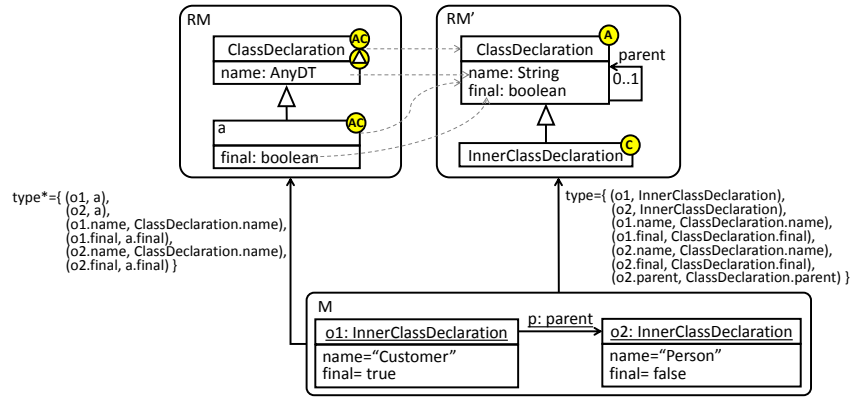 RM
AC
ClassDeclaration
name: AnyDT
AC
a
final: boolean
RM'
A
ClassDeclaration
parent
name: String
0..1
final: boolean
C
InnerClassDeclaration
type*={ (o1, a),
(o2, a),
(o1.name, ClassDeclaration.name),
(o1.final, a.final),
(o2.name, ClassDeclaration.name),
(o2.final, a.final) }
type={ (o1, InnerClassDeclaration),
(o2, InnerClassDeclaration),
(o1.name, ClassDeclaration.name),
(o1.final, ClassDeclaration.final),
(o2.name, ClassDeclaration.name),
(o2.final, ClassDeclaration.final),
(o2.parent, ClassDeclaration.parent) }
M
o1: InnerClassDeclaration
p: parent
o2: InnerClassDeclaration
name=“Customer”
final= true
name=“Person”
final= false